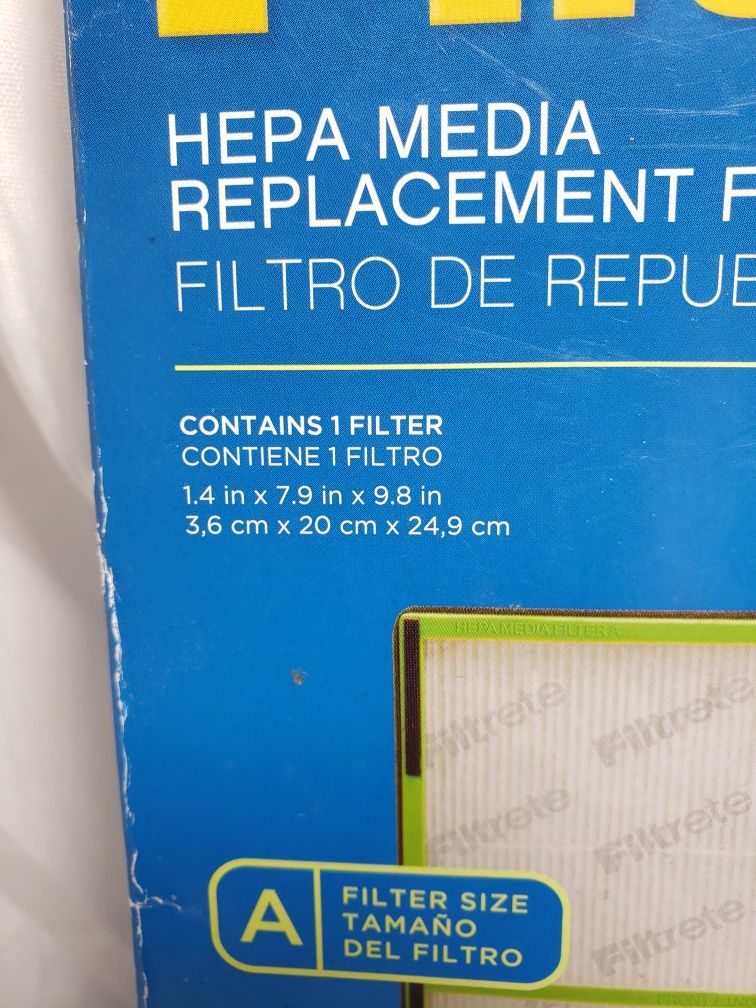 HEPA MEDIA
REPLACEMENT F
FILTRO DE REPUE
CONTAINS 1 FILTER
CONTIENE 1 FILTRO
1.4 in x 7.9 in x 9.8 in
3,6 cm x 20 cm x 24,9 cm
HEPA MEDIA FILTER A
Filtrete Filtrete
Filtrete Filtrete
Filtrete
A FILTER SIZE
TAMAÑO
DEL FILTRO